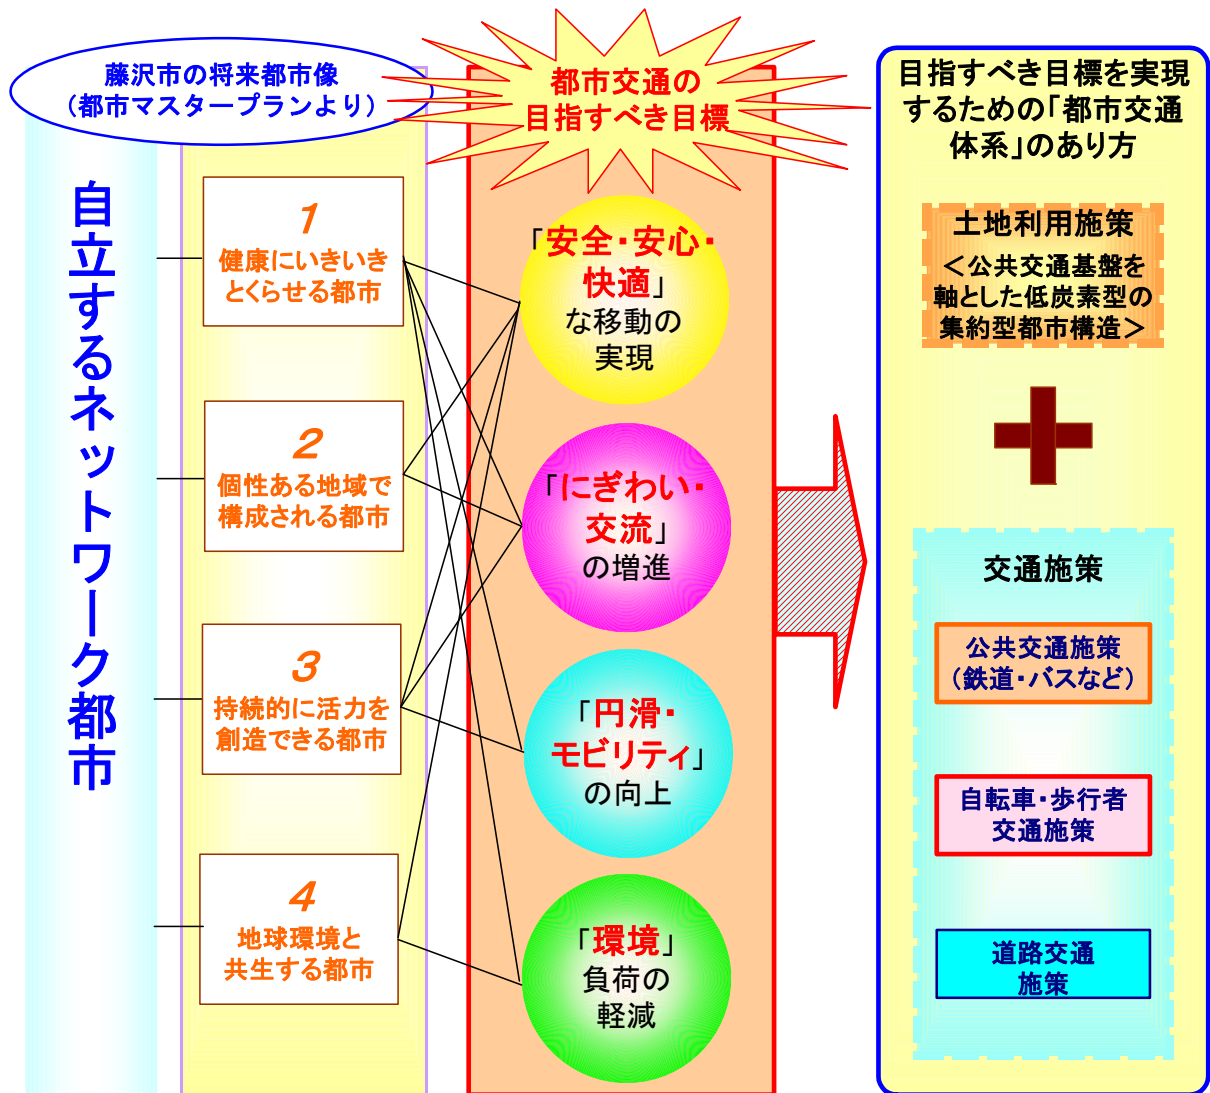 藤沢市の将来都市像
（都市マスタープランより）
自立するネットワーク都市
1
健康にいきいき
とくらせる都市
2
個性ある地域で
構成される都市
3
持続的に活力を
創造できる都市
4
地球環境と
共生する都市
都市交通の
目指すべき目標
「安全・安心・
快適」
な移動の
実現
「にぎわい・
交流」
の増進
「円滑・
モビリティ」
の向上
「環境」
負荷の
軽減
目指すべき目標を実現
するための「都市交通
体系」のあり方
土地利用施策
＜公共交通基盤を
軸とした低炭素型の
集約型都市構造＞
交通施策
公共交通施策
（鉄道・バスなど）
自転車・歩行者
交通施策
道路交通
施策